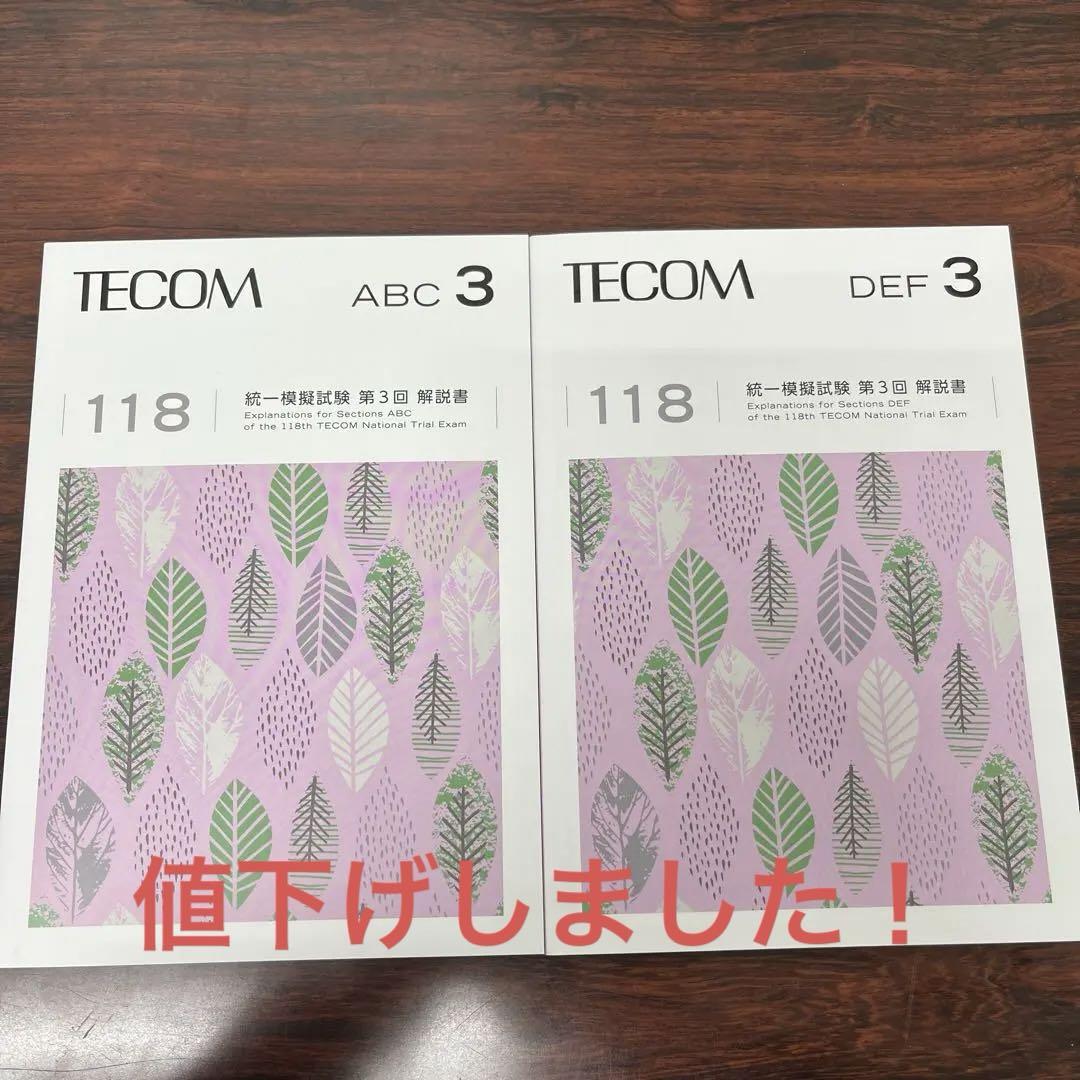 TECOM
ABC 3
118
統一模擬試験 第3回 解説書
Explanations for Sections ABC
of the 118th TECOM National Trial Exam
TECOM
DEF 3
118
統一模擬試験 第3回 解説書
Explanations for Sections DEF
of the 118th TECOM National Trial Exam
値下げしました！